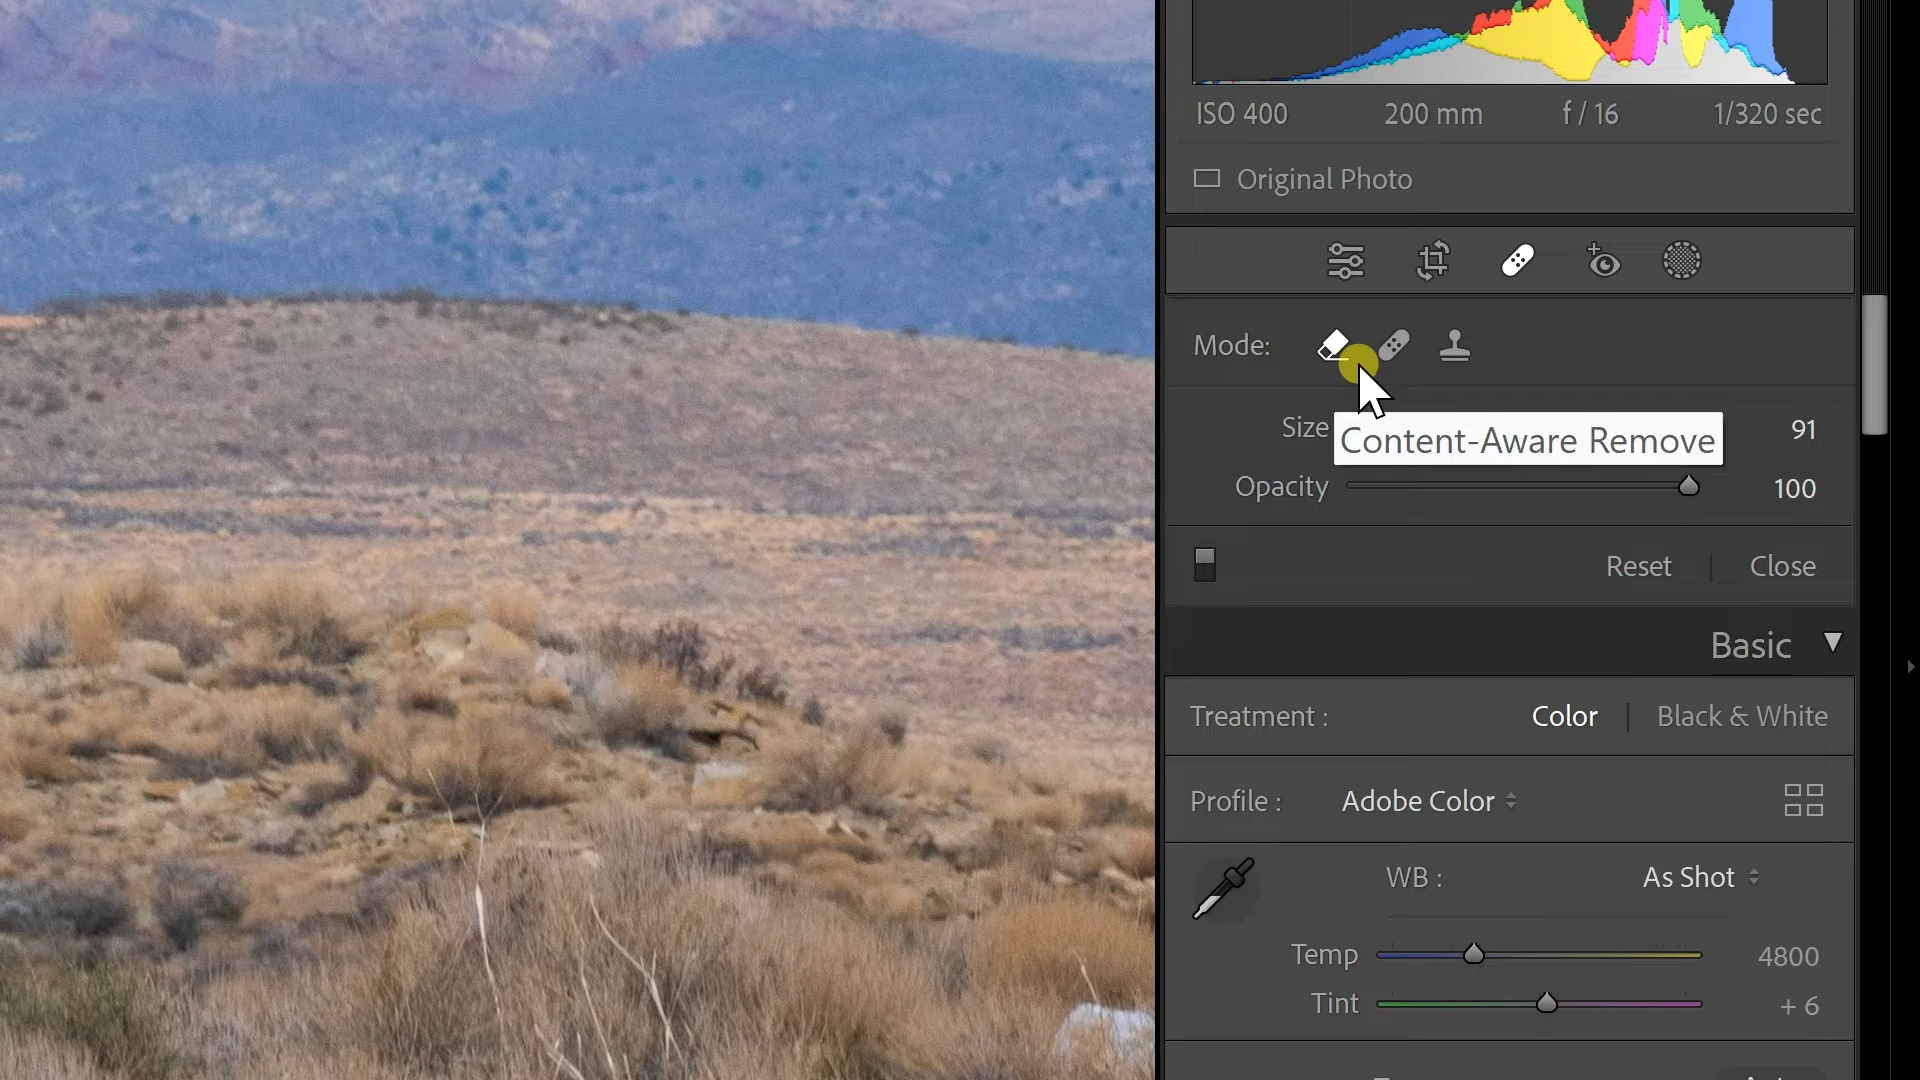 ISO 400 200 mm f / 16 1/320 sec
Original Photo
Mode:
Size 91
Content-Aware Remove
Opacity 100
Reset | Close
Basic
Treatment : Color | Black & White
Profile : Adobe Color
WB : As Shot
Temp 4800
Tint + 6